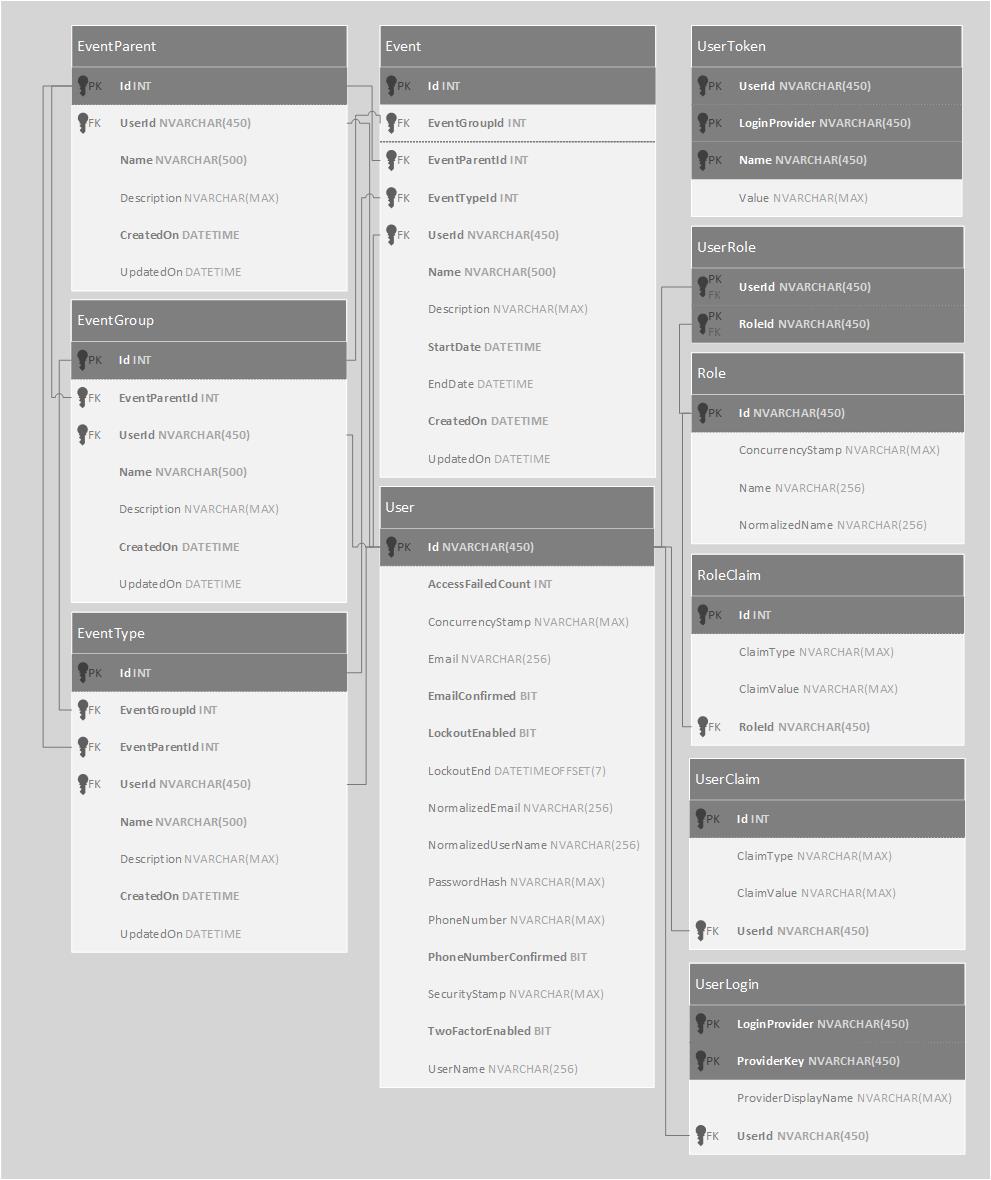 EventParent
PK Id INT
FK UserId NVARCHAR(450)
Name NVARCHAR(500)
Description NVARCHAR(MAX)
CreatedOn DATETIME
UpdatedOn DATETIME
EventGroup
PK Id INT
FK EventParentId INT
FK UserId NVARCHAR(450)
Name NVARCHAR(500)
Description NVARCHAR(MAX)
CreatedOn DATETIME
UpdatedOn DATETIME
EventType
PK Id INT
FK EventGroupId INT
FK EventParentId INT
FK UserId NVARCHAR(450)
Name NVARCHAR(500)
Description NVARCHAR(MAX)
CreatedOn DATETIME
UpdatedOn DATETIME
Event
PK Id INT
FK EventGroupId INT
FK EventParentId INT
FK EventTypeId INT
FK UserId NVARCHAR(450)
Name NVARCHAR(500)
Description NVARCHAR(MAX)
StartDate DATETIME
EndDate DATETIME
CreatedOn DATETIME
UpdatedOn DATETIME
User
PK Id NVARCHAR(450)
AccessFailedCount INT
ConcurrencyStamp NVARCHAR(MAX)
Email NVARCHAR(256)
EmailConfirmed BIT
LockoutEnabled BIT
LockoutEnd DATETIMEOFFSET(7)
NormalizedEmail NVARCHAR(256)
NormalizedUserName NVARCHAR(256)
PasswordHash NVARCHAR(MAX)
PhoneNumber NVARCHAR(MAX)
PhoneNumberConfirmed BIT
SecurityStamp NVARCHAR(MAX)
TwoFactorEnabled BIT
UserName NVARCHAR(256)
UserToken
PK UserId NVARCHAR(450)
PK LoginProvider NVARCHAR(450)
PK Name NVARCHAR(450)
Value NVARCHAR(MAX)
UserRole
PK FK UserId NVARCHAR(450)
PK FK RoleId NVARCHAR(450)
Role
PK Id NVARCHAR(450)
ConcurrencyStamp NVARCHAR(MAX)
Name NVARCHAR(256)
NormalizedName NVARCHAR(256)
RoleClaim
PK Id INT
ClaimType NVARCHAR(MAX)
ClaimValue NVARCHAR(MAX)
FK RoleId NVARCHAR(450)
UserClaim
PK Id INT
ClaimType NVARCHAR(MAX)
ClaimValue NVARCHAR(MAX)
FK UserId NVARCHAR(450)
UserLogin
PK LoginProvider NVARCHAR(450)
PK ProviderKey NVARCHAR(450)
ProviderDisplayName NVARCHAR(MAX)
FK UserId NVARCHAR(450)